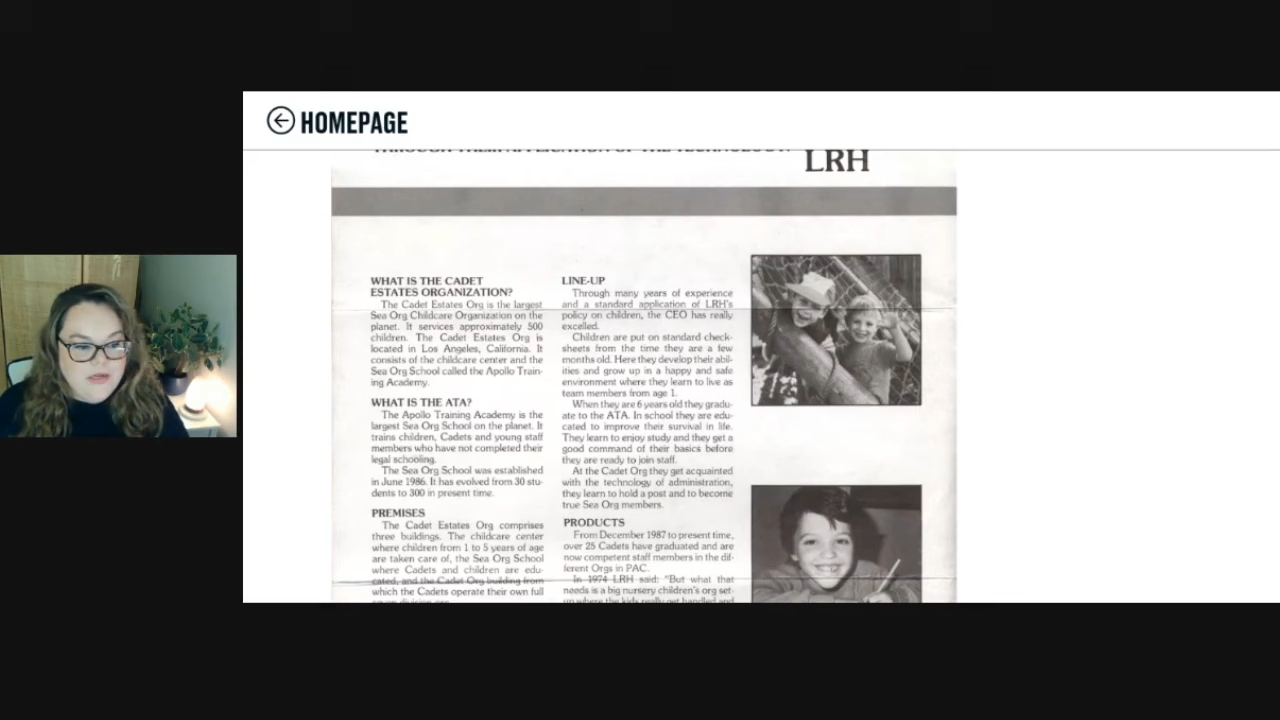 HOMEPAGE
LRH
WHAT IS THE CADET
ESTATES ORGANIZATION?
The Cadet Estates Org is the largest
Sea Org Childcare Organization on the
planet. It services approximately 500
children. The Cadet Estates Org is
located in Los Angeles, California. It
consists of the childcare center and the
Sea Org School called the Apollo Train-
ing Academy.
WHAT IS THE ATA?
The Apollo Training Academy is the
largest Sea Org School on the planet. It
trains children, Cadets and young staff
members who have not completed their
legal schooling.
The Sea Org School was established
in June 1986. It has evolved from 30 stu-
dents to 300 in present time.
PREMISES
The Cadet Estates Org comprises
three buildings. The childcare center
where children from 1 to 5 years of age
are taken care of, the Sea Org School
where Cadets and children are edu-
cated, and the Cadet Org building from
which the Cadets operate their own full
LINE-UP
Through many years of experience
and a standard application of LRH's
policy on children, the CEO has really
excelled.
Children are put on standard check-
sheets from the time they are a few
months old. Here they develop their abil-
ities and grow up in a happy and safe
environment where they learn to live as
team members from age 1.
When they are 6 years old they gradu-
ate to the ATA. In school they are edu-
cated to improve their survival in life.
They learn to enjoy study and they get a
good command of their basics before
they are ready to join staff.
At the Cadet Org they get acquainted
with the technology of administration,
they learn to hold a post and to become
true Sea Org members.
PRODUCTS
From December 1987 to present time,
over 25 Cadets have graduated and are
now competent staff members in the dif-
ferent Orgs in PAC.
In 1974 LRH said: "But what that
needs is a big nursery children's org set-
up where the kids really get handled and